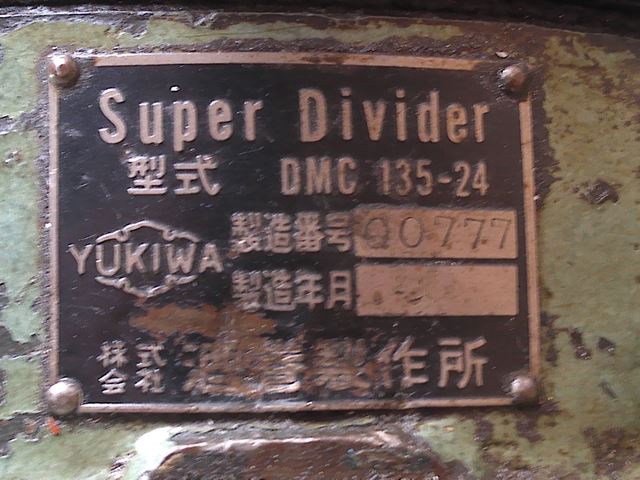 Super Divider
型式 DMC 135-24
YUKIWA
製造番号 Q0777
製造年月
株式会社 製作所